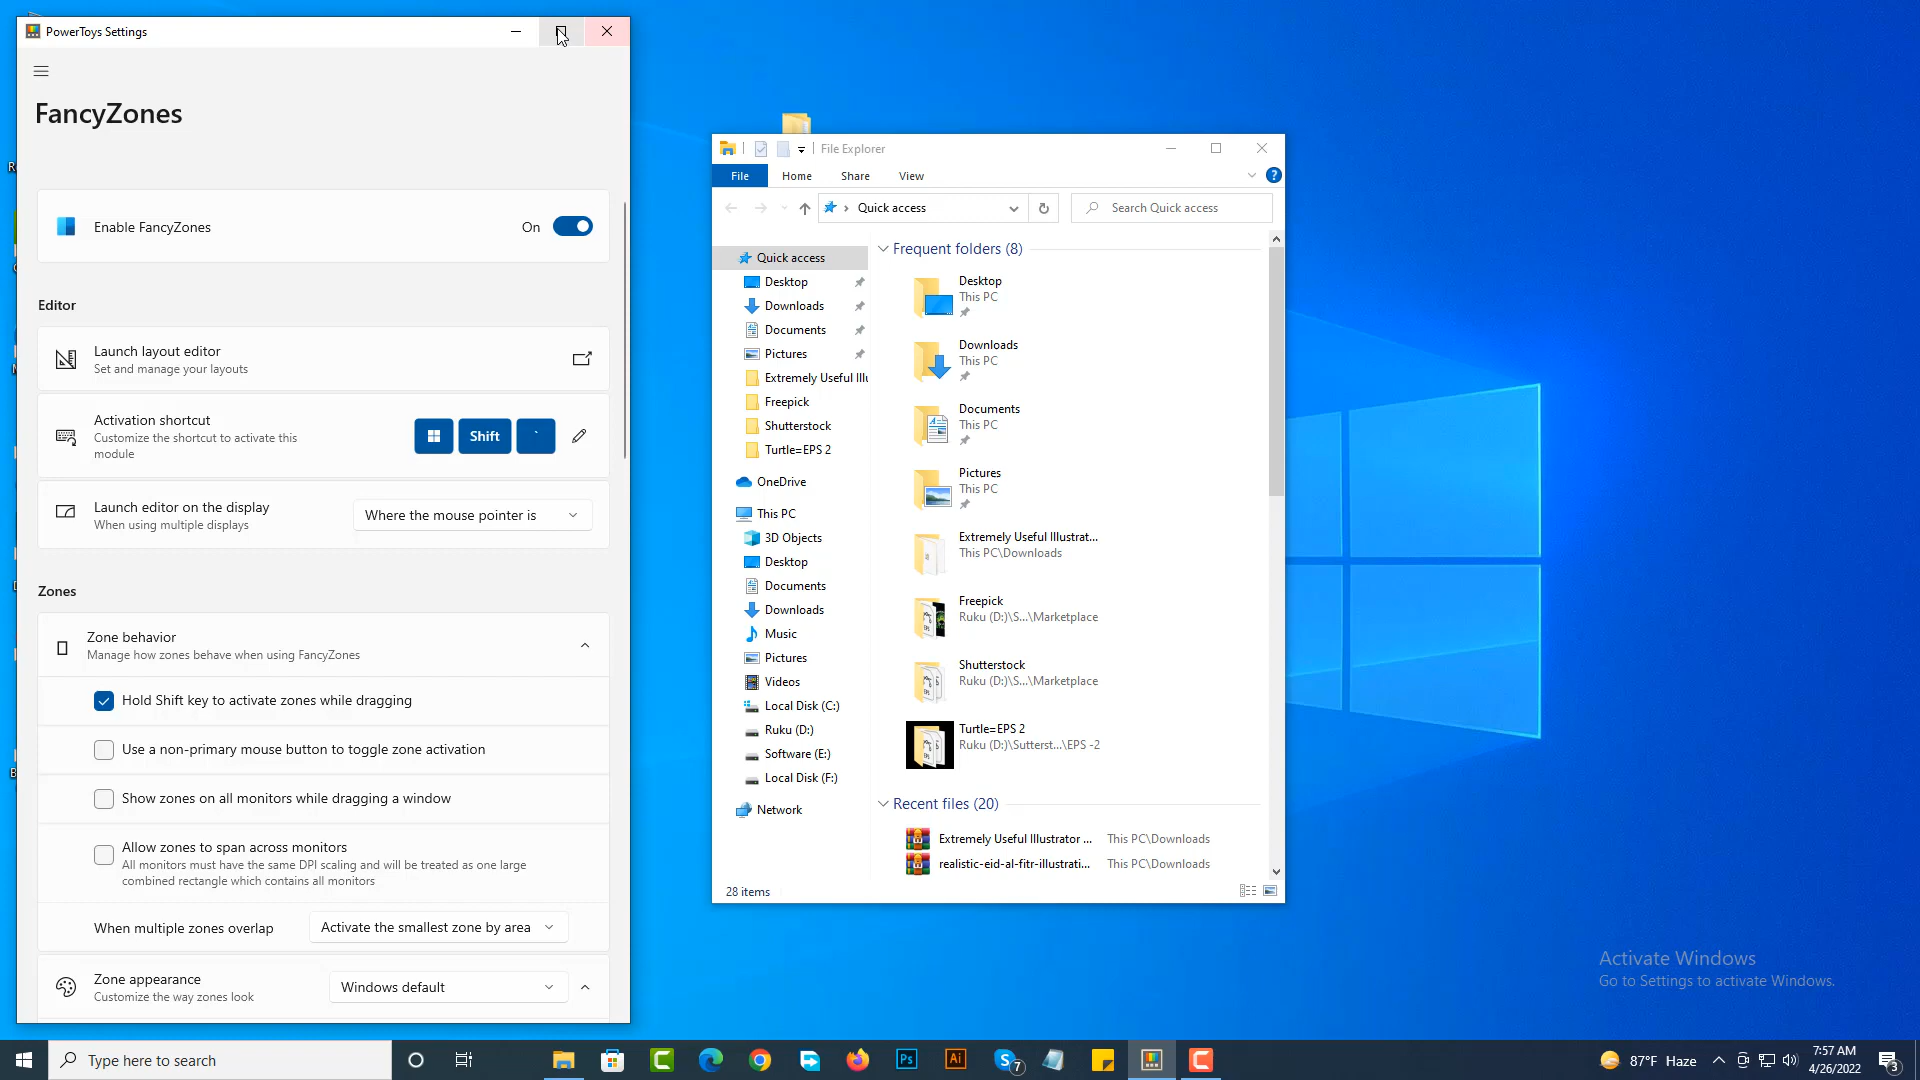 PowerToys Settings
FancyZones
Enable FancyZones
On
Editor
Launch layout editor
Set and manage your layouts
Activation shortcut
Customize the shortcut to activate this
module
Shift
`
Launch editor on the display
When using multiple displays
Where the mouse pointer is
Zones
Zone behavior
Manage how zones behave when using FancyZones
Hold Shift key to activate zones while dragging
Use a non-primary mouse button to toggle zone activation
Show zones on all monitors while dragging a window
Allow zones to span across monitors
All monitors must have the same DPI scaling and will be treated as one large
combined rectangle which contains all monitors
When multiple zones overlap
Activate the smallest zone by area
Zone appearance
Customize the way zones look
Windows default
File Explorer
File
Home
Share
View
Quick access
Search Quick access
Quick access
Desktop
Downloads
Documents
Pictures
Extremely Useful Illu
Freepick
Shutterstock
Turtle=EPS 2
OneDrive
This PC
3D Objects
Desktop
Documents
Downloads
Music
Pictures
Videos
Local Disk (C:)
Ruku (D:)
Software (E:)
Local Disk (F:)
Network
Frequent folders (8)
Desktop
This PC
Downloads
This PC
Documents
This PC
Pictures
This PC
Extremely Useful Illustrat...
This PC\Downloads
Freepick
Ruku (D:)\S...\Marketplace
Shutterstock
Ruku (D:)\S...\Marketplace
Turtle=EPS 2
Ruku (D:)\Sutterst...\EPS -2
Recent files (20)
Extremely Useful Illustrator ...
This PC\Downloads
realistic-eid-al-fitr-illustrati...
This PC\Downloads
28 items
Activate Windows
Go to Settings to activate Windows.
Type here to search
Ps
Ai
7
87°F Haze
7:57 AM
4/26/2022
3